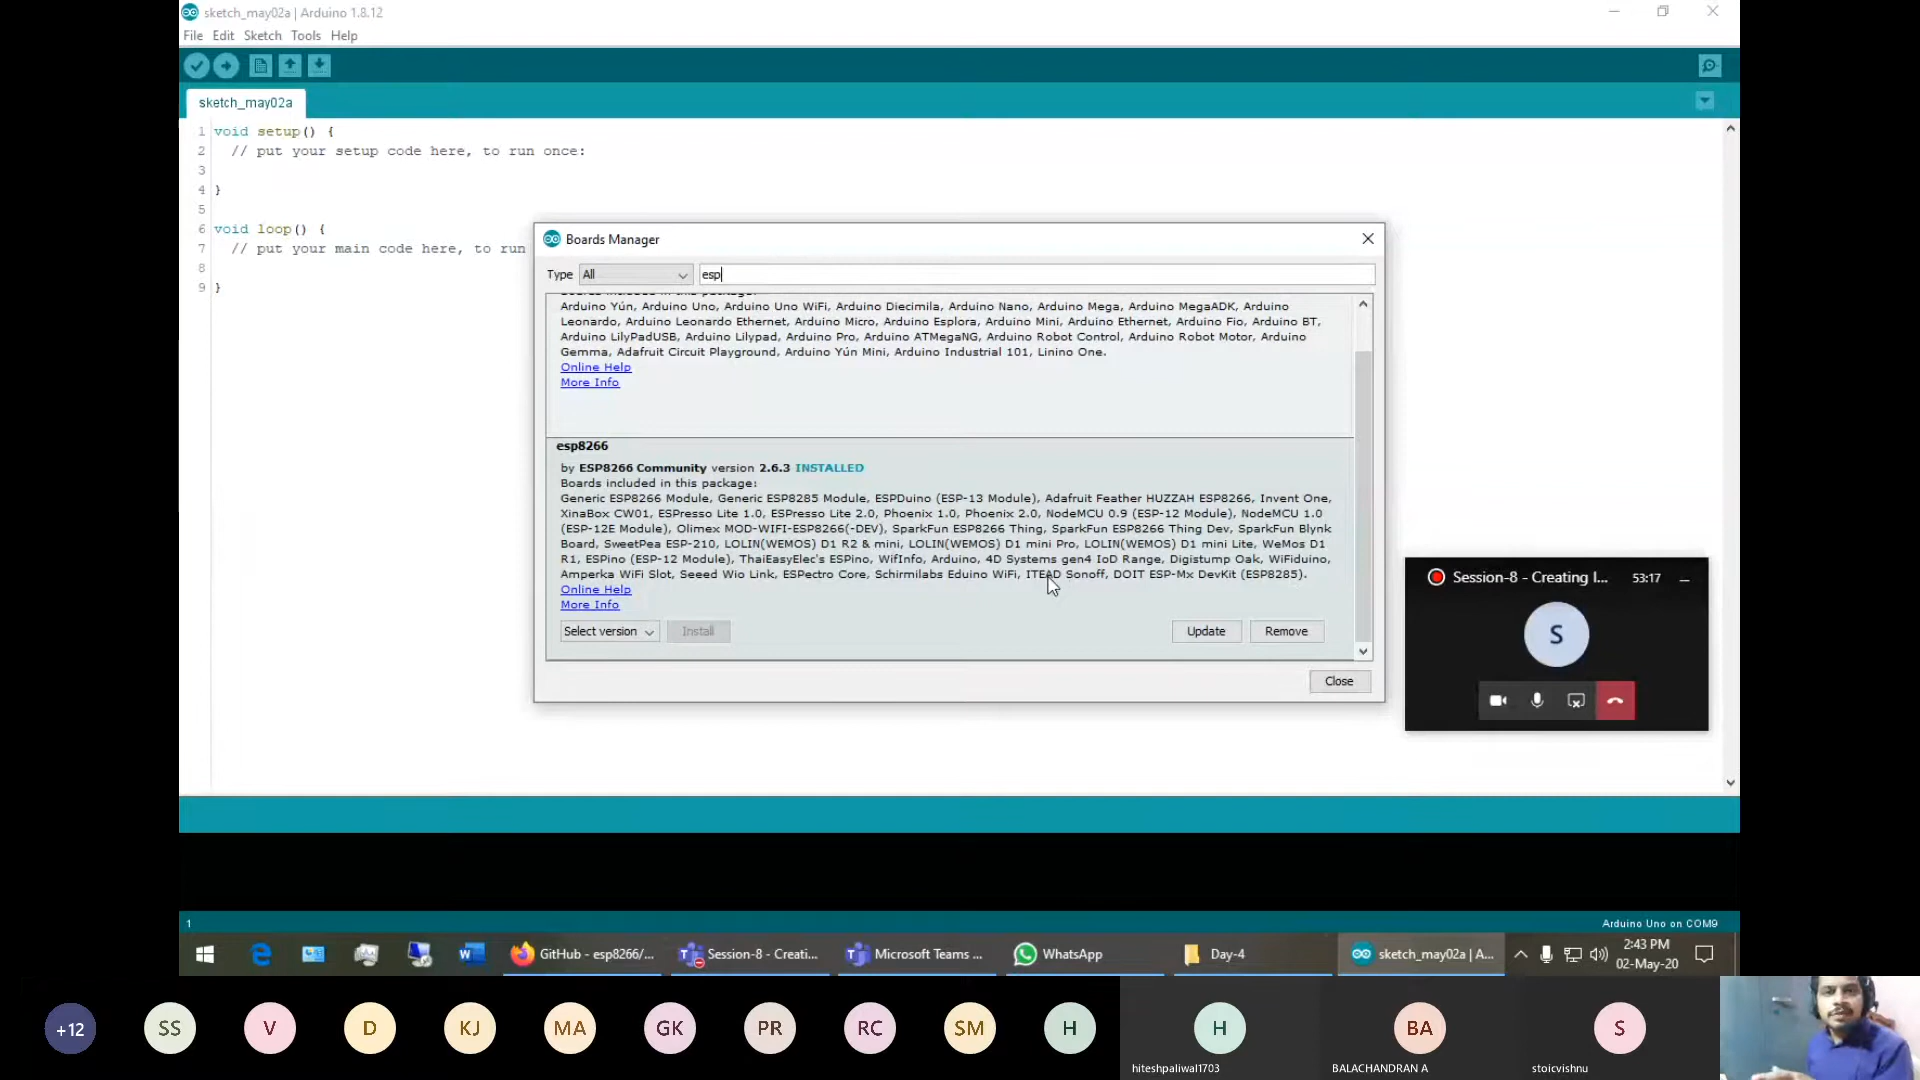 sketch_may02a | Arduino 1.8.12
File Edit Sketch Tools Help
sketch_may02a
1 void setup() {
2 // put your setup code here, to run once:
3
4 }
5
6 void loop() {
7 // put your main code here, to run
8
9 }
Boards Manager
Type All esp
Arduino Yún, Arduino Uno, Arduino Uno WiFi, Arduino Diecimila, Arduino Nano, Arduino Mega, Arduino MegaADK, Arduino
Leonardo, Arduino Leonardo Ethernet, Arduino Micro, Arduino Esplora, Arduino Mini, Arduino Ethernet, Arduino Fio, Arduino BT,
Arduino LilyPadUSB, Arduino Lilypad, Arduino Pro, Arduino ATMegaNG, Arduino Robot Control, Arduino Robot Motor, Arduino
Gemma, Adafruit Circuit Playground, Arduino Yún Mini, Arduino Industrial 101, Linino One.
Online Help
More Info
esp8266
by ESP8266 Community version 2.6.3 INSTALLED
Boards included in this package:
Generic ESP8266 Module, Generic ESP8285 Module, ESPDuino (ESP-13 Module), Adafruit Feather HUZZAH ESP8266, Invent One,
XinaBox CW01, ESPresso Lite 1.0, ESPresso Lite 2.0, Phoenix 1.0, Phoenix 2.0, NodeMCU 0.9 (ESP-12 Module), NodeMCU 1.0
(ESP-12E Module), Olimex MOD-WIFI-ESP8266(-DEV), SparkFun ESP8266 Thing, SparkFun ESP8266 Thing Dev, SparkFun Blynk
Board, SweetPea ESP-210, LOLIN(WEMOS) D1 R2 & mini, LOLIN(WEMOS) D1 mini Pro, LOLIN(WEMOS) D1 mini Lite, WeMos D1
R1, ESPino (ESP-12 Module), ThaiEasyElec's ESPino, WifInfo, Arduino, 4D Systems gen4 IoD Range, Digistump Oak, WiFiduino,
Amperka WiFi Slot, Seeed Wio Link, ESPectro Core, Schirmilabs Eduino WiFi, ITEAD Sonoff, DOIT ESP-Mx DevKit (ESP8285).
Online Help
More Info
Select version Install Update Remove
Close
Session-8 - Creating I... 53:17
S
1 Arduino Uno on COM9
GitHub - esp8266/... Session-8 - Creati... Microsoft Teams ... WhatsApp Day-4 sketch_may02a | A... 2:43 PM
02-May-20
+12 SS V D KJ MA GK PR RC SM H H BA S
hiteshpaliwal1703 BALACHANDRAN A stoicvishnu